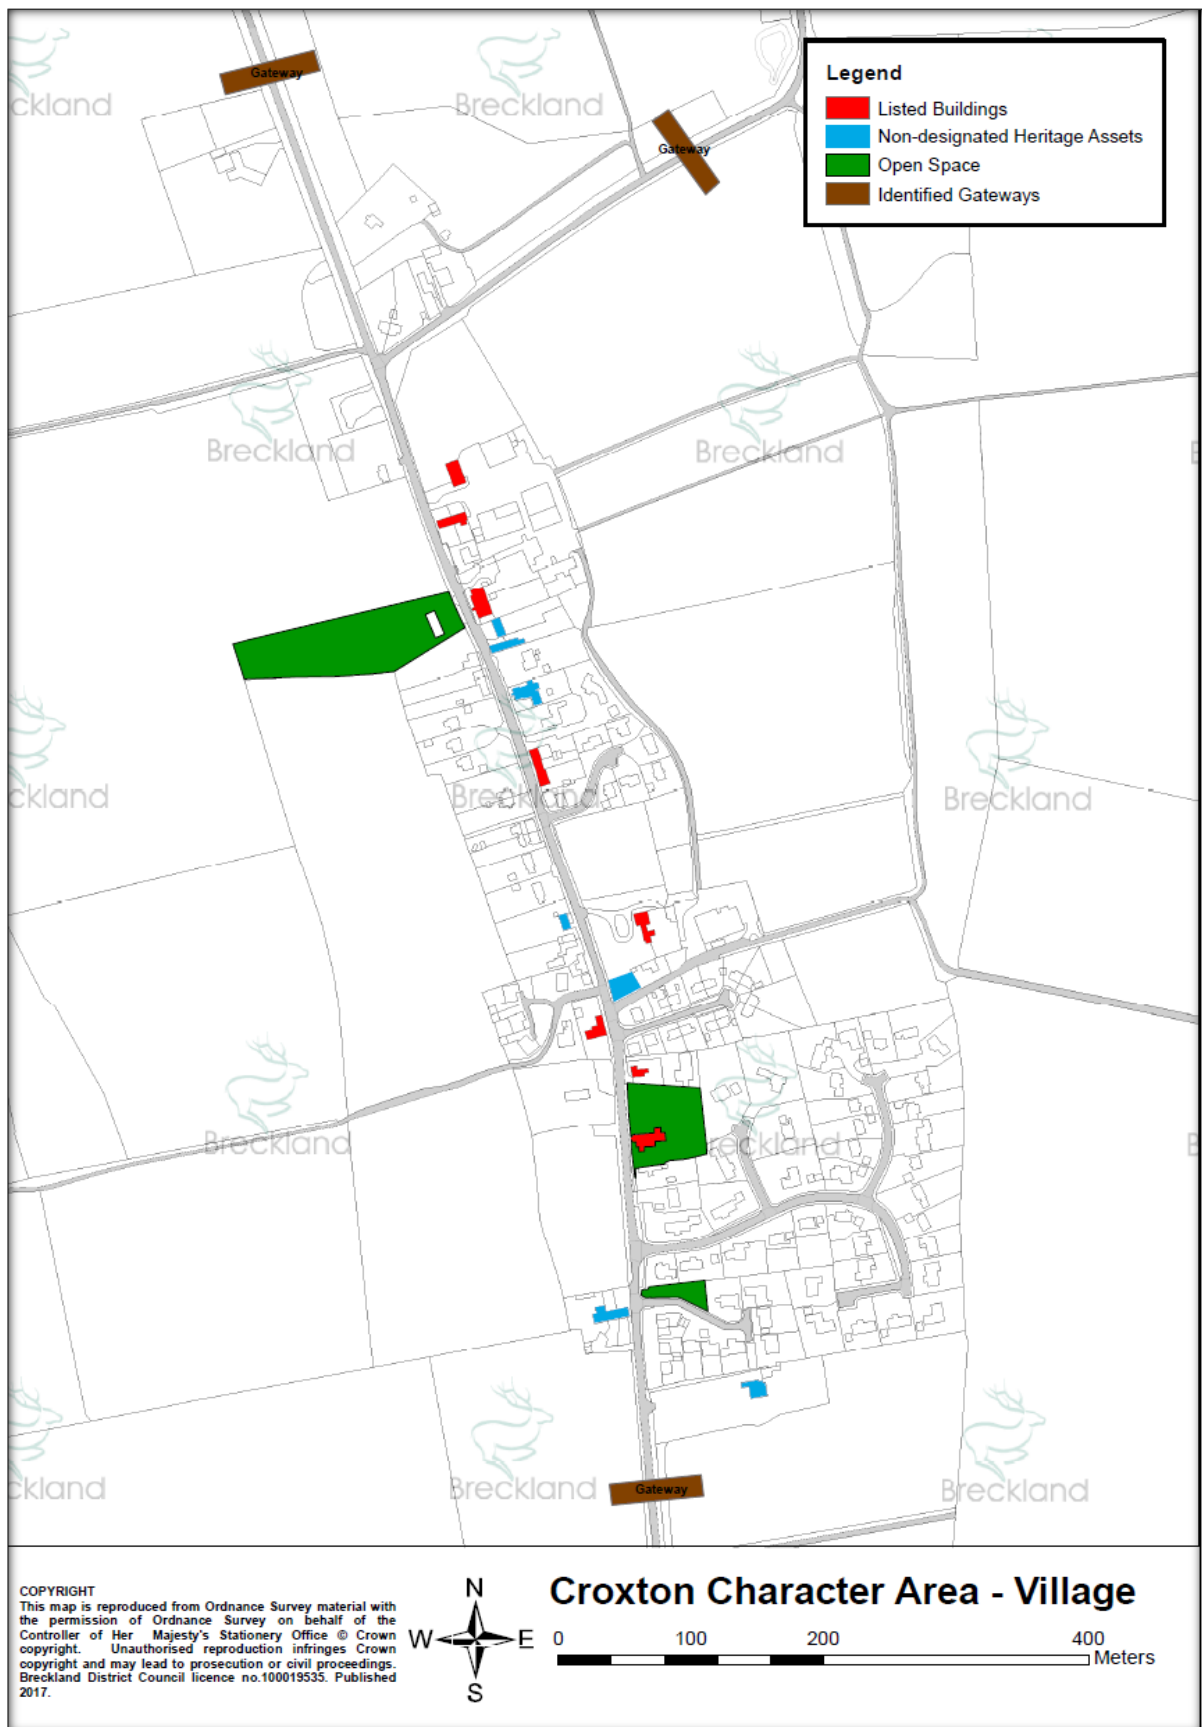 Gateway
Legend
Listed Buildings
Non-designated Heritage Assets
Open Space
Identified Gateways
ckland
Breckland
Gateway
Breckland
Breckland
ckland
Breckland
Breckland
Breckland
reckland
ckland
Breckland
Breckland
Gateway
COPYRIGHT
This map is reproduced from Ordnance Survey material with
the permission of Ordnance Survey on behalf of the
Controller of Her Majesty's Stationery Office © Crown
copyright. Unauthorised reproduction infringes Crown
copyright and may lead to prosecution or civil proceedings.
Breckland District Council licence no.100019535. Published
2017.
N
W E
S
Croxton Character Area - Village
0 100 200 400
Meters